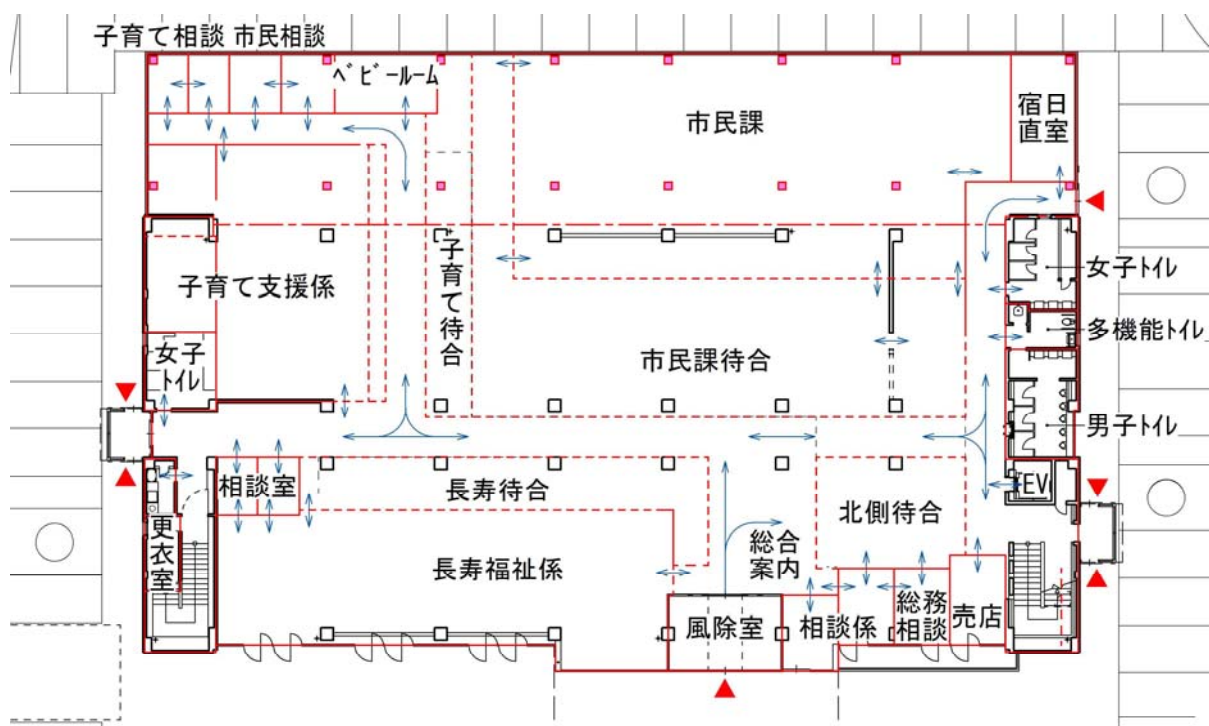 子育て相談 市民相談
ベビールーム
市民課
宿日
直室
子育て支援係
子育て待合
女子トイレ
多機能トイレ
女子
トイレ
市民課待合
男子トイレ
相談室
長寿待合
EV
北側待合
更衣室
長寿福祉係
総合
案内
風除室
相談係
総務
相談
売店